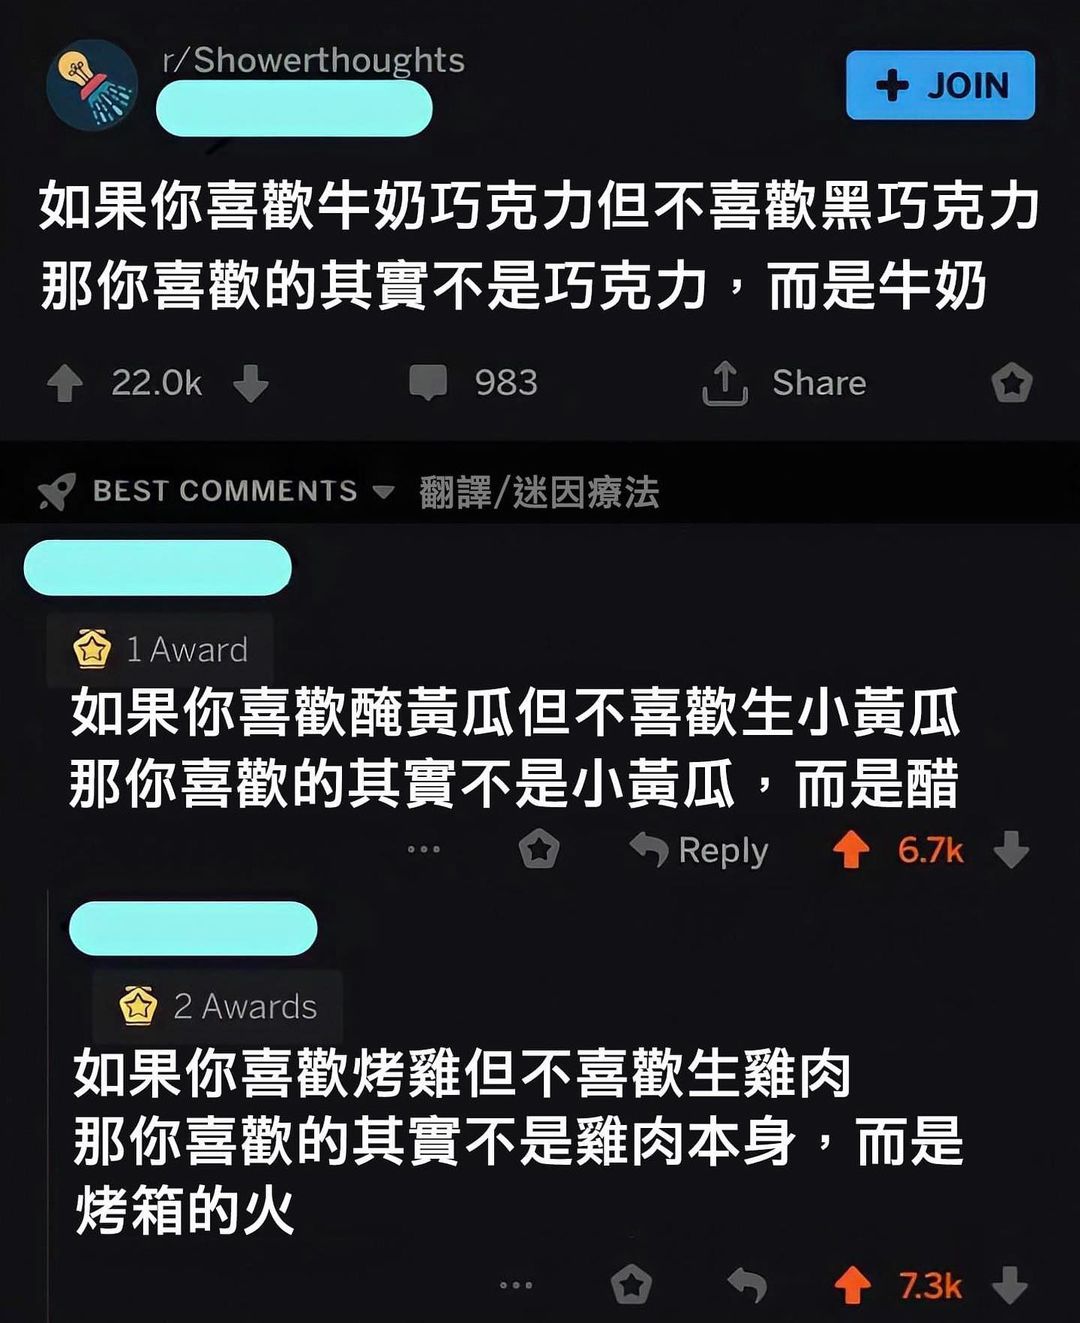 r/Showerthoughts
+ JOIN
如果你喜歡牛奶巧克力但不喜歡黑巧克力
那你喜歡的其實不是巧克力，而是牛奶
22.0k
983
Share
BEST COMMENTS 翻譯/迷因療法
1 Award
如果你喜歡醃黃瓜但不喜歡生小黃瓜
那你喜歡的其實不是小黃瓜，而是醋
... Reply 6.7k
2 Awards
如果你喜歡烤雞但不喜歡生雞肉
那你喜歡的其實不是雞肉本身，而是
烤箱的火
... 7.3k